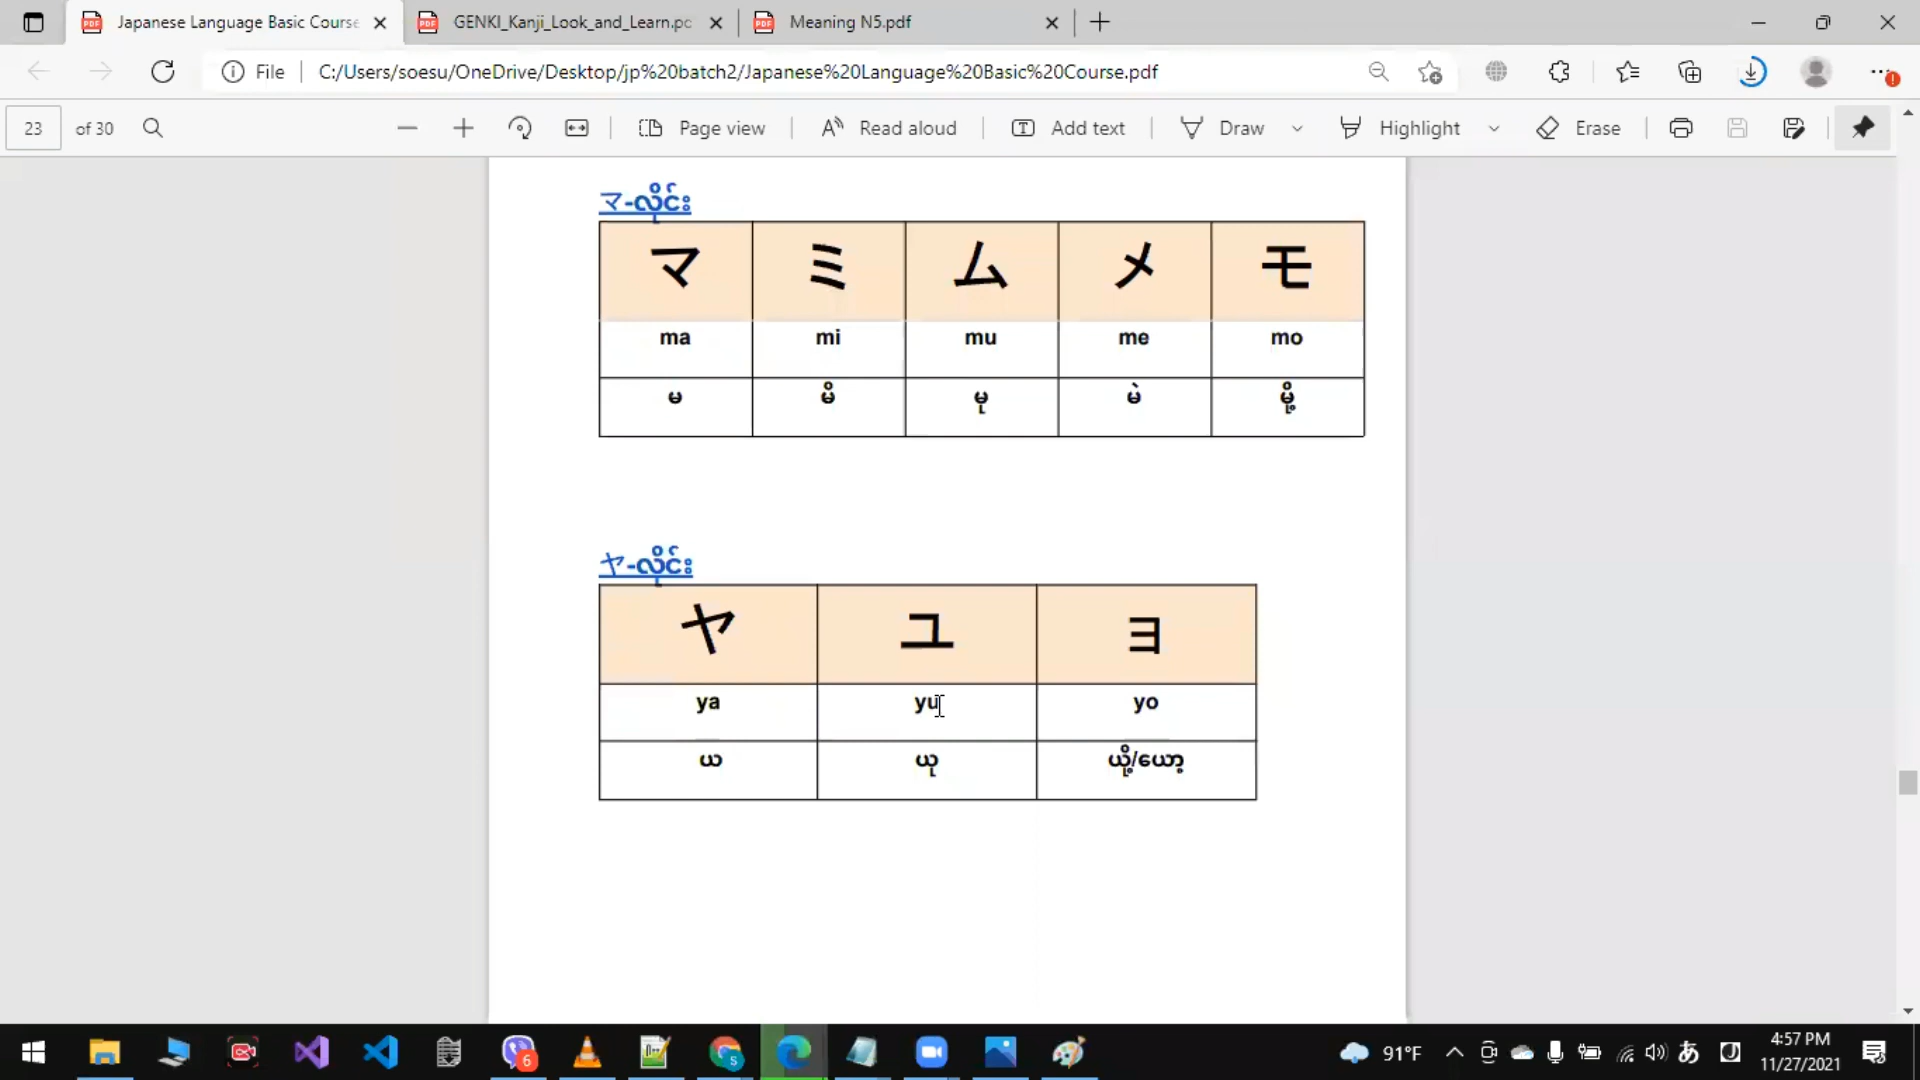 Japanese Language Basic Course
GENKI_Kanji_Look_and_Learn.pd
Meaning N5.pdf
File
C:/Users/soesu/OneDrive/Desktop/jp%20batch2/Japanese%20Language%20Basic%20Course.pdf
23 of 30
Page view
Read aloud
Add text
Draw
Highlight
Erase
マ-လိုင်း
マ ミ ム メ モ
ma mi mu me mo
မ မိ မု မဲ မို့
ヤ-လိုင်း
ヤ ユ ヨ
ya yu yo
ယ ယု ယို့/ယော့
6
S
91°F
あ
J
4:57 PM
11/27/2021